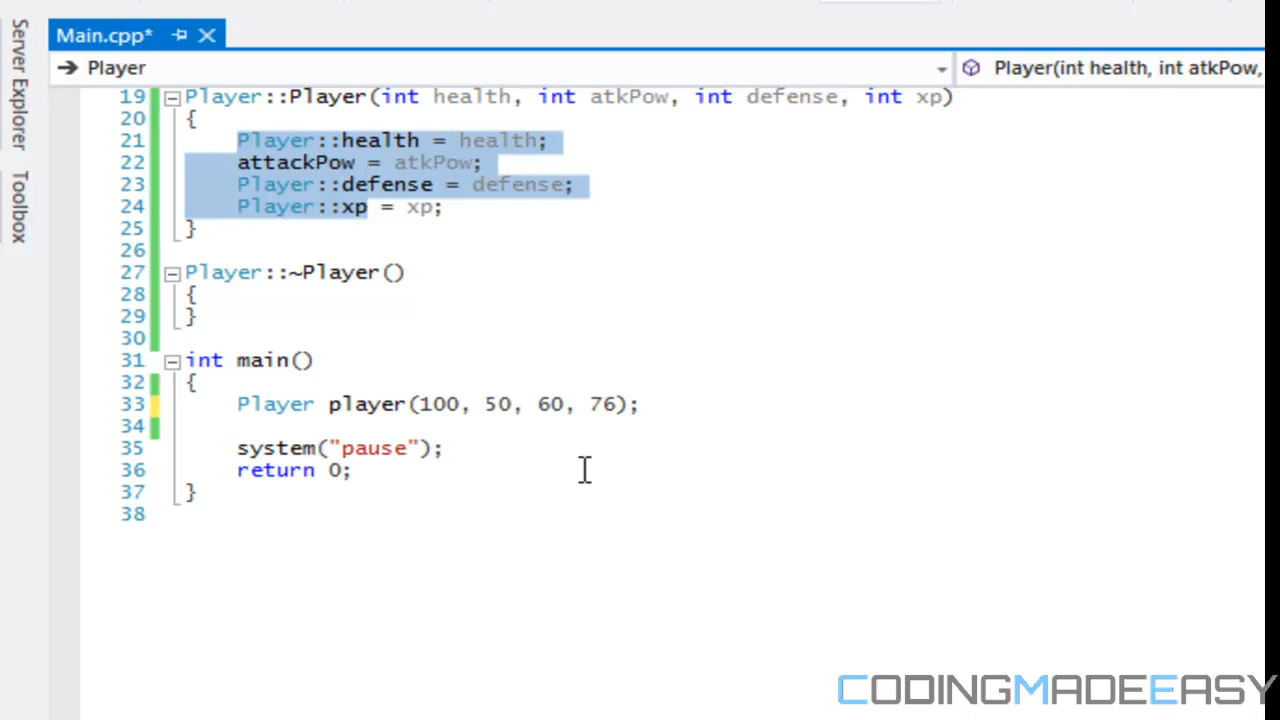 Server Explorer
Toolbox
Main.cpp*
Player
Player(int health, int atkPow,
19 Player::Player(int health, int atkPow, int defense, int xp)
20 {
21 Player::health = health;
22 attackPow = atkPow;
23 Player::defense = defense;
24 Player::xp = xp;
25 }
26
27 Player::~Player()
28 {
29 }
30
31 int main()
32 {
33 Player player(100, 50, 60, 76);
34
35 system("pause");
36 return 0;
37 }
38
CODINGMADEEASY